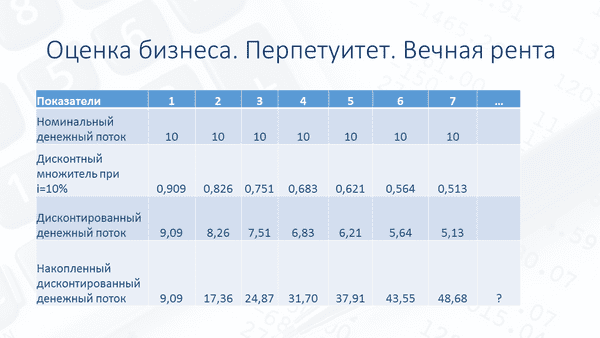 Оценка бизнеса. Перпетуитет. Вечная рента
Показатели 1 2 3 4 5 6 7 ...
Номинальный
денежный поток 10 10 10 10 10 10 10
Дисконтный
множитель при
i=10% 0,909 0,826 0,751 0,683 0,621 0,564 0,513
Дисконтированный
денежный поток 9,09 8,26 7,51 6,83 6,21 5,64 5,13
Накопленный
дисконтированный
денежный поток 9,09 17,36 24,87 31,70 37,91 43,55 48,68 ?